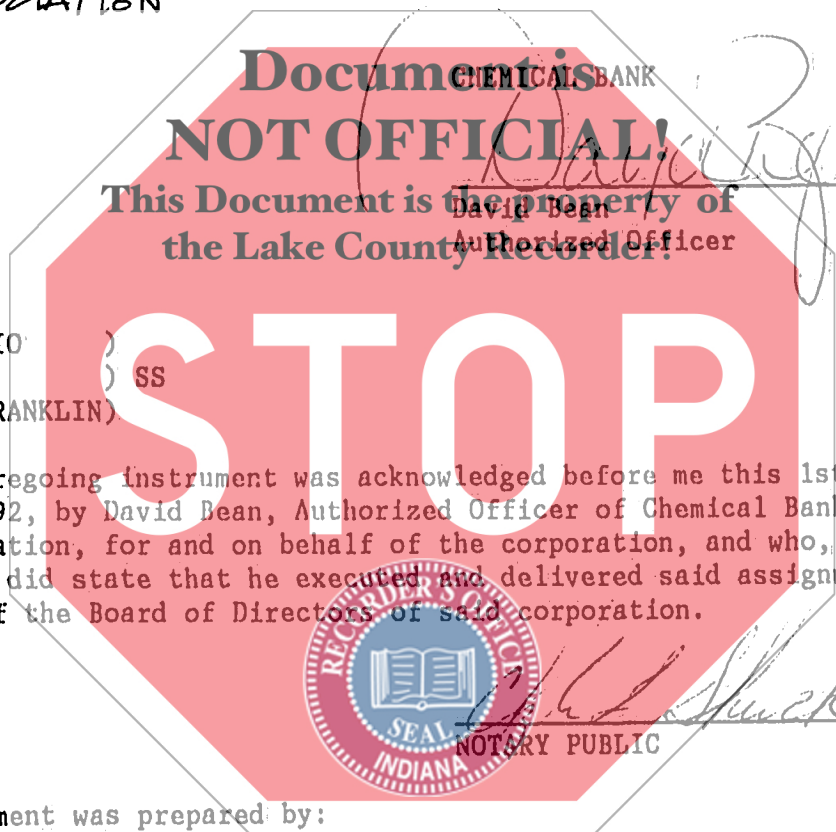 Document is
CHEMICAL BANK
NOT OFFICIAL!
This Document is the property of
David Bean
the Lake County Recorder!
Authorized Officer
STOP
IO )
) SS
RANKLIN)
regoing instrument was acknowledged before me this 1st
92, by David Bean, Authorized Officer of Chemical Ban
ation, for and on behalf of the corporation, and who,
did state that he executed and delivered said assign
f the Board of Directors of said corporation.
RECORDER'S OFFICE
SEAL
INDIANA
NOTARY PUBLIC
ment was prepared by: